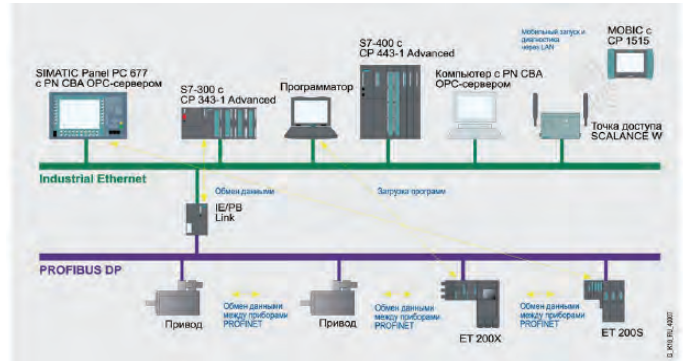 SIMATIC Panel PC 677
с PN CBA OPC-сервером
S7-300 с
CP 343-1 Advanced
Программатор
S7-400 с
CP 443-1 Advanced
Компьютер с PN CBA
OPC-сервером
Мобильный запуск и
диагностика
через LAN
MOBIC с
CP 1515
Точка доступа
SCALANCE W
Industrial Ethernet
Обмен данными
Загрузка программ
IE/PB
Link
PROFIBUS DP
Привод
Обмен данными
между приборами
PROFINET
Привод
Обмен данными
между приборами
PROFINET
ET 200X
Обмен данными
между приборами
PROFINET
ET 200S